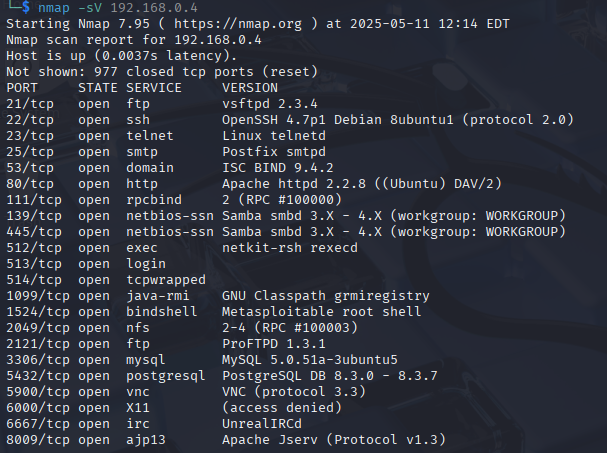 └─$ nmap -sV 192.168.0.4
Starting Nmap 7.95 ( https://nmap.org ) at 2025-05-11 12:14 EDT
Nmap scan report for 192.168.0.4
Host is up (0.0037s latency).
Not shown: 977 closed tcp ports (reset)
PORT     STATE SERVICE     VERSION
21/tcp   open  ftp         vsftpd 2.3.4
22/tcp   open  ssh         OpenSSH 4.7p1 Debian 8ubuntu1 (protocol 2.0)
23/tcp   open  telnet      Linux telnetd
25/tcp   open  smtp        Postfix smtpd
53/tcp   open  domain      ISC BIND 9.4.2
80/tcp   open  http        Apache httpd 2.2.8 ((Ubuntu) DAV/2)
111/tcp  open  rpcbind     2 (RPC #100000)
139/tcp  open  netbios-ssn Samba smbd 3.X - 4.X (workgroup: WORKGROUP)
445/tcp  open  netbios-ssn Samba smbd 3.X - 4.X (workgroup: WORKGROUP)
512/tcp  open  exec        netkit-rsh rexecd
513/tcp  open  login
514/tcp  open  tcpwrapped
1099/tcp open  java-rmi    GNU Classpath grmiregistry
1524/tcp open  bindshell   Metasploitable root shell
2049/tcp open  nfs         2-4 (RPC #100003)
2121/tcp open  ftp         ProFTPD 1.3.1
3306/tcp open  mysql       MySQL 5.0.51a-3ubuntu5
5432/tcp open  postgresql  PostgreSQL DB 8.3.0 - 8.3.7
5900/tcp open  vnc         VNC (protocol 3.3)
6000/tcp open  X11         (access denied)
6667/tcp open  irc         UnrealIRCd
8009/tcp open  ajp13       Apache Jserv (Protocol v1.3)